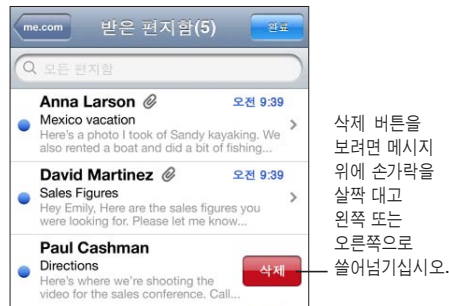 me.com
받은 편지함(5)
완료
모든 편지함
Anna Larson
오전 9:39
Mexico vacation
Here's a photo I took of Sandy kayaking. We
also rented a boat and did a bit of fishing...
David Martinez
오전 9:39
Sales Figures
Hey Emily, Here are the sales figures you
were looking for. Please let me know...
Paul Cashman
Directions
Here's where we're shooting the
video for the sales conference. Call...
삭제
삭제 버튼을
보려면 메시지
위에 손가락을
살짝 대고
왼쪽 또는
오른쪽으로
쓸어넘기십시오.